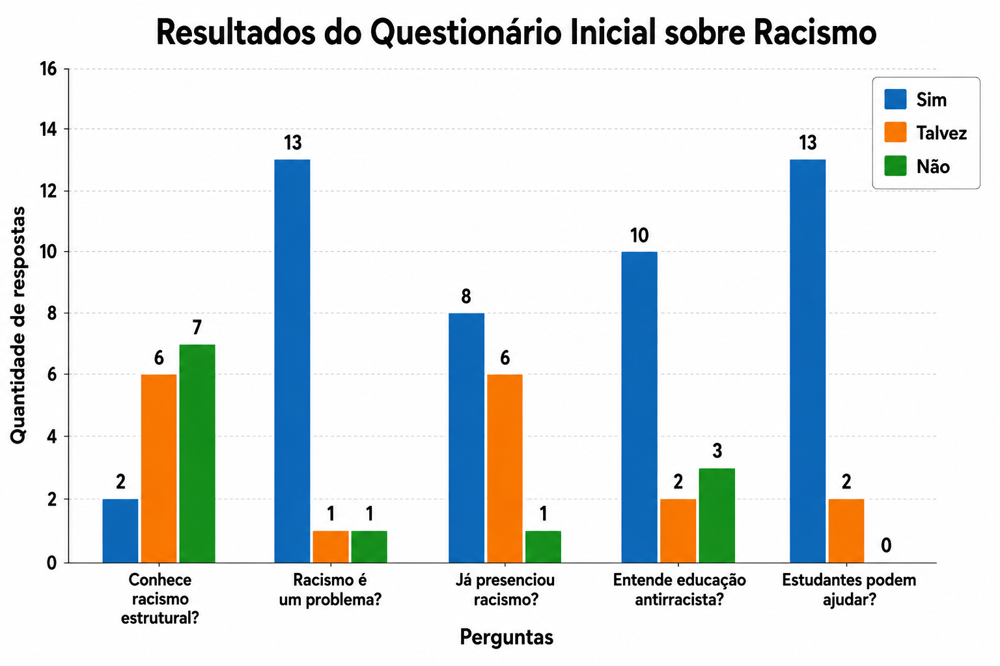 Resultados do Questionário Inicial sobre Racismo
Quantidade de respostas
16
14
12
10
8
6
4
2
0
Sim
Talvez
Não
2
6
7
13
1
1
8
6
1
10
2
3
13
2
0
Conhece
racismo
estrutural?
Racismo é
um problema?
Já presenciou
racismo?
Entende educação
antirracista?
Estudantes podem
ajudar?
Perguntas